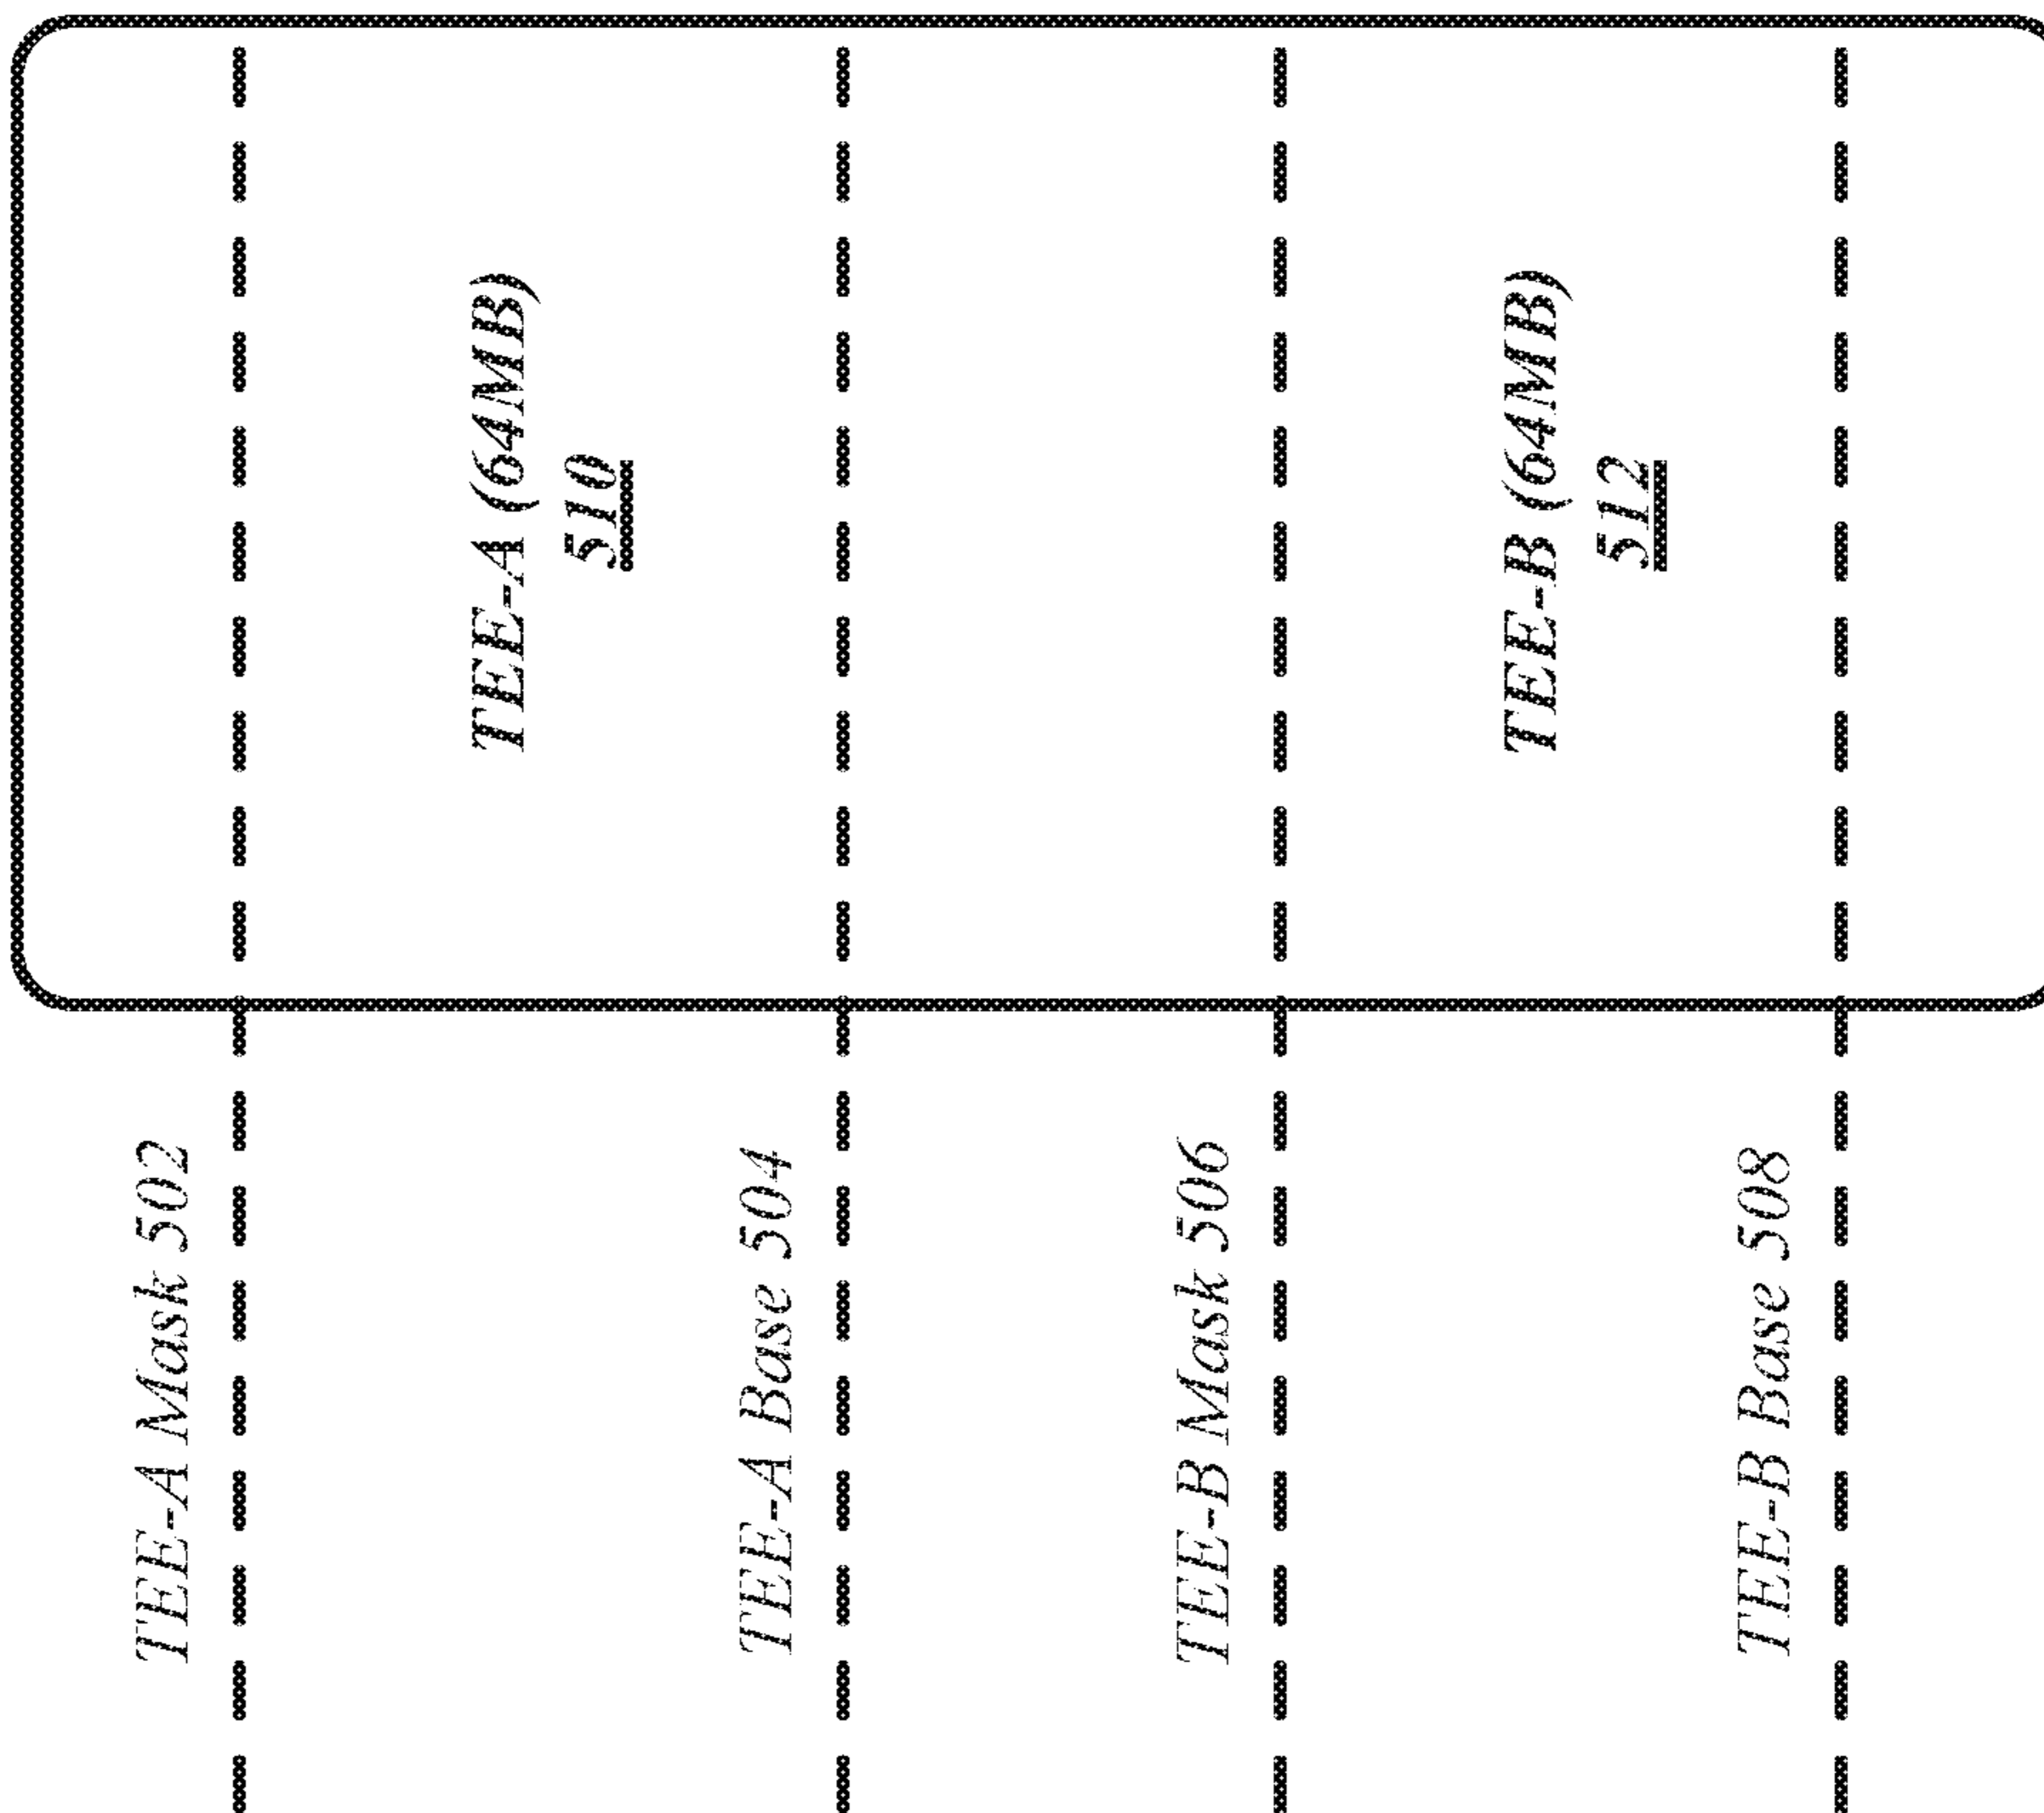 TEE-A Mask 502
TEE-A (64MB)
510
TEE-A Base 504
TEE-B Mask 506
TEE-B (64MB)
512
TEE-B Base 508